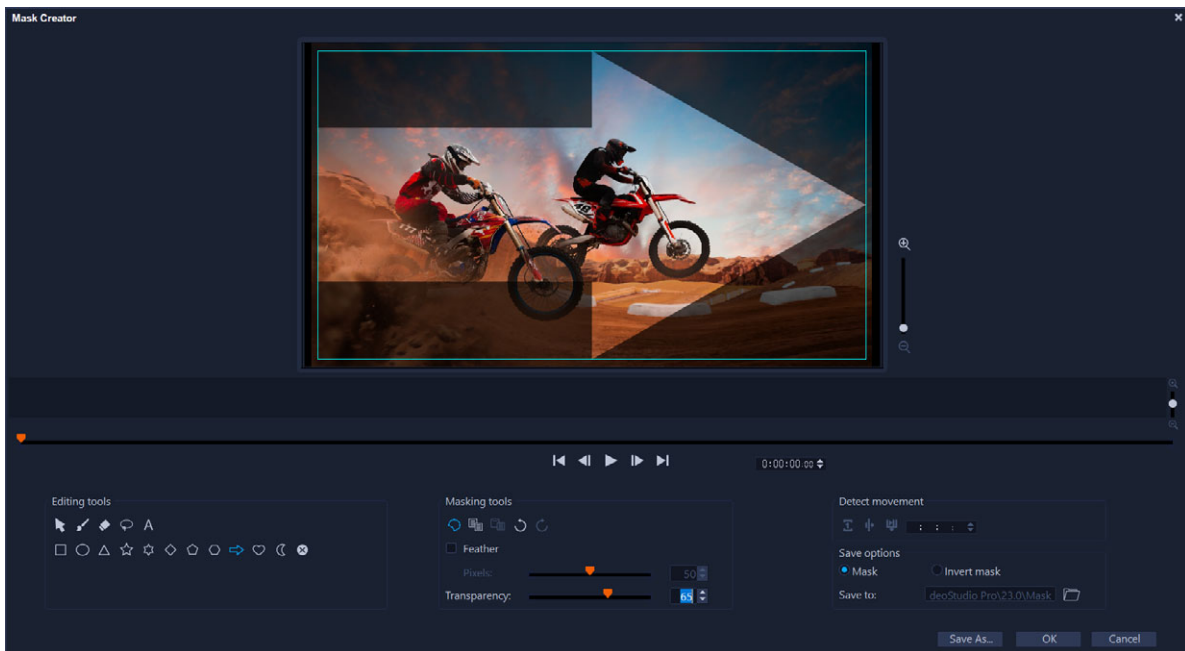 Mask Creator
0:00:00:00
Editing tools
A
Masking tools
Feather
Pixels:
50
Transparency:
65
Detect movement
: : :
Save options
Mask
Invert mask
Save to:
deoStudio Pro\23.0\Mask
Save As...
OK
Cancel